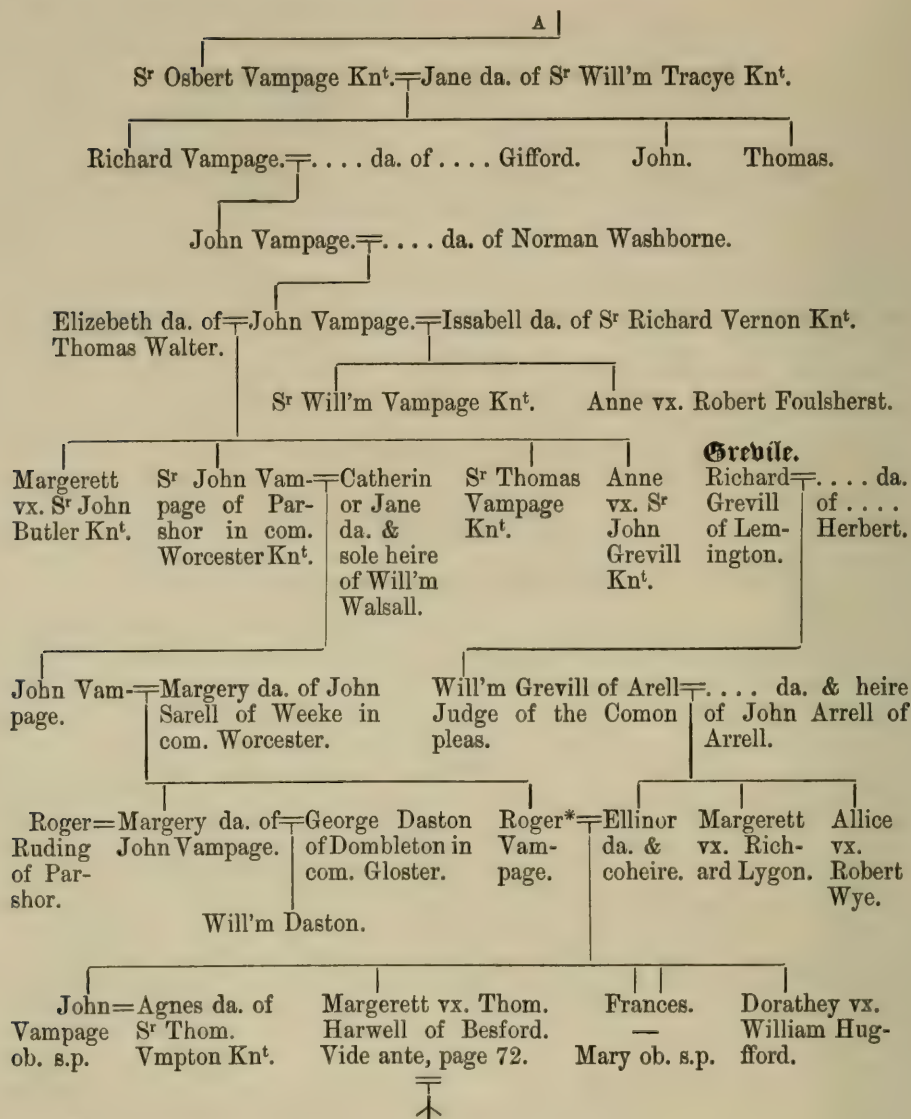 A
Sʳ Osbert Vampage Knᵗ.=Jane da. of Sʳ Will'm Tracye Knᵗ.
Richard Vampage.=. . . . da. of . . . . Gifford. John. Thomas.
John Vampage.=. . . . da. of Norman Washborne.
Elizebeth da. of=John Vampage.=Issabell da. of Sʳ Richard Vernon Knᵗ.
Thomas Walter.
Sʳ Will'm Vampage Knᵗ. Anne vx. Robert Foulsherst.
Margerett
vx. Sʳ John
Butler Knᵗ.
Sʳ John Vam-
page of Par-
shor in com.
Worcester Knᵗ.
=Catherin
or Jane
da. &
sole heire
of Will'm
Walsall.
Sʳ Thomas
Vampage
Knᵗ.
Anne
vx. Sʳ
John
Grevill
Knᵗ.
Grevile.
Richard
Grevill
of Lem-
ington.
=. . . . da.
of . . . .
Herbert.
John Vam-
page.
=Margery da. of John
Sarell of Weeke in
com. Worcester.
Will'm Grevill of Arell
Judge of the Comon
pleas.
=. . . . da. & heire
of John Arrell of
Arrell.
Roger
Ruding
of Par-
shor.
=Margery da. of
John Vampage.
=George Daston
of Dombleton in
com. Gloster.
Will'm Daston.
Roger*
Vam-
page.
=Ellinor
da. &
coheire.
Margerett
vx. Rich-
ard Lygon.
Allice
vx.
Robert
Wye.
John
Vampage
ob. s.p.
=Agnes da. of
Sʳ Thom.
Vmpton Knᵗ.
Margerett vx. Thom.
Harwell of Besford.
Vide ante, page 72.
Frances.
—
Mary ob. s.p.
Dorathey vx.
William Hug-
fford.